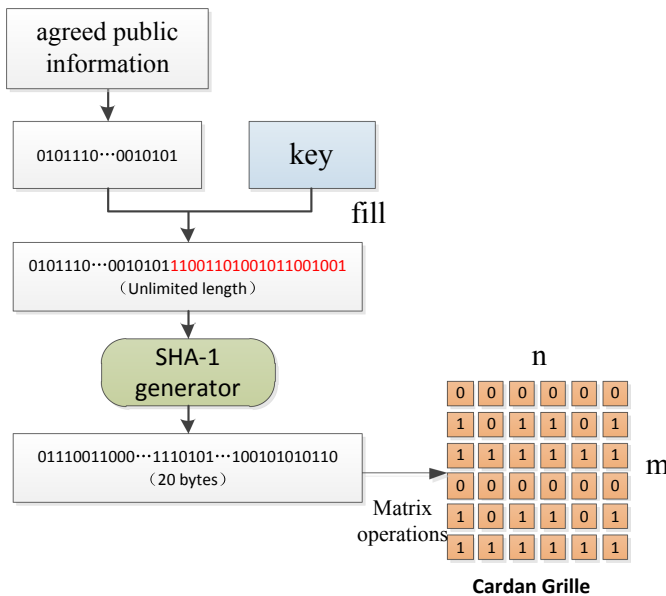 agreed public
information
0101110···0010101
key
fill
0101110···001010111001101001011001001
（Unlimited length）
SHA-1
generator
01110011000···1110101···100101010110
（20 bytes）
Matrix
operations
n
0 0 0 0 0 0
1 0 1 1 0 1
1 1 1 1 1 1
0 0 0 0 0 0
1 0 1 1 0 1
1 1 1 1 1 1
m
Cardan Grille